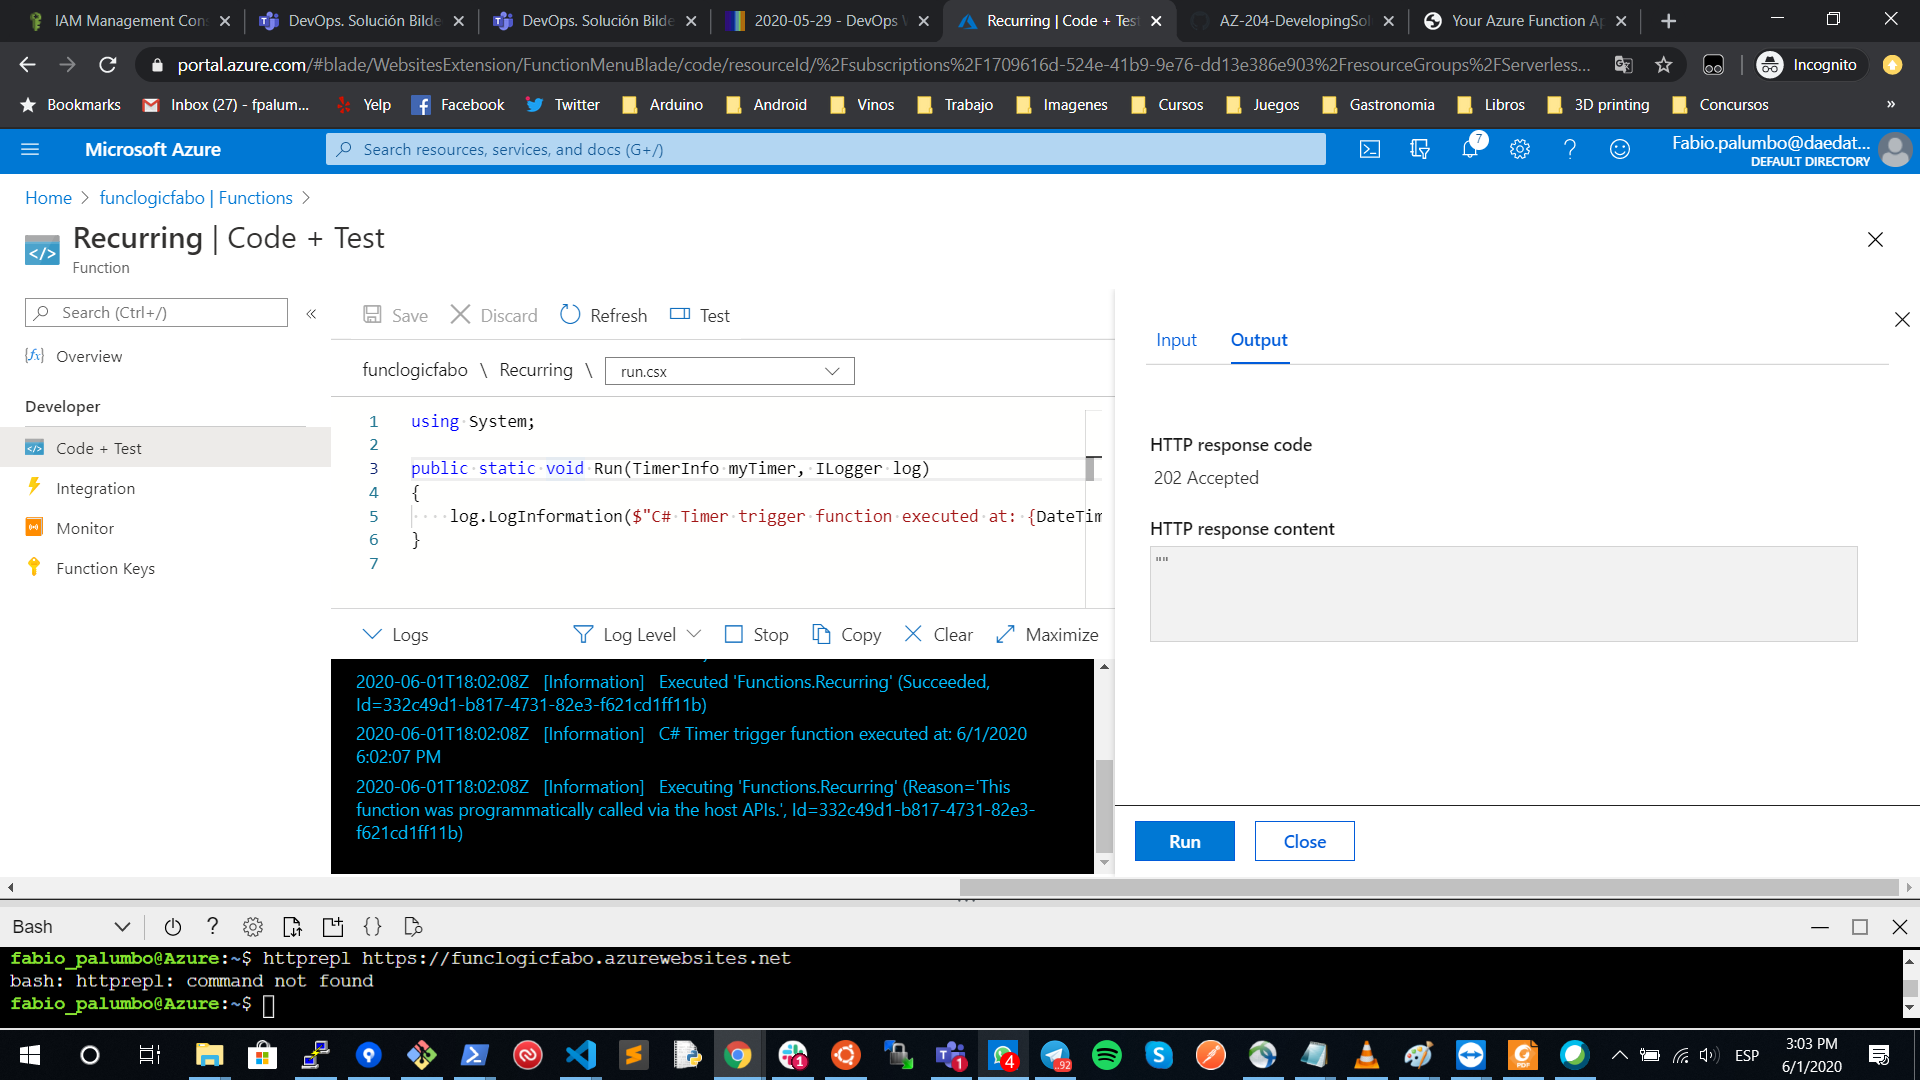 IAM Management Cons
DevOps. Solución Bilde
DevOps. Solución Bilde
2020-05-29 - DevOps V
Recurring | Code + Test
AZ-204-DevelopingSol
Your Azure Function Ap
portal.azure.com/#blade/WebsitesExtension/FunctionMenuBlade/code/resourceId/%2Fsubscriptions%2F1709616d-524e-41b9-9e76-dd13e386e903%2FresourceGroups%2FServerless...
Incognito
Bookmarks
Inbox (27) - fpalum...
Yelp
Facebook
Twitter
Arduino
Android
Vinos
Trabajo
Imagenes
Cursos
Juegos
Gastronomia
Libros
3D printing
Concursos
»
Microsoft Azure
Search resources, services, and docs (G+/)
7
Fabio.palumbo@daedat...
DEFAULT DIRECTORY
Home > funclogicfabo | Functions >
Recurring | Code + Test
Function
Search (Ctrl+/)
«
Overview
Developer
Code + Test
Integration
Monitor
Function Keys
Save
Discard
Refresh
Test
funclogicfabo \ Recurring \ run.csx
1 using System;
2
3 public static void Run(TimerInfo myTimer, ILogger log)
4 {
5 log.LogInformation($"C# Timer trigger function executed at: {DateTim
6 }
7
Logs
Log Level
Stop
Copy
Clear
Maximize
2020-06-01T18:02:08Z [Information] Executed 'Functions.Recurring' (Succeeded,
Id=332c49d1-b817-4731-82e3-f621cd1ff11b)
2020-06-01T18:02:08Z [Information] C# Timer trigger function executed at: 6/1/2020
6:02:07 PM
2020-06-01T18:02:08Z [Information] Executing 'Functions.Recurring' (Reason='This
function was programmatically called via the host APIs.', Id=332c49d1-b817-4731-82e3-
f621cd1ff11b)
Input
Output
HTTP response code
202 Accepted
HTTP response content
""
Run
Close
Bash
fabio_palumbo@Azure:~$ httprepl https://funclogicfabo.azurewebsites.net
bash: httprepl: command not found
fabio_palumbo@Azure:~$
1
1
4
92
ESP
3:03 PM
6/1/2020